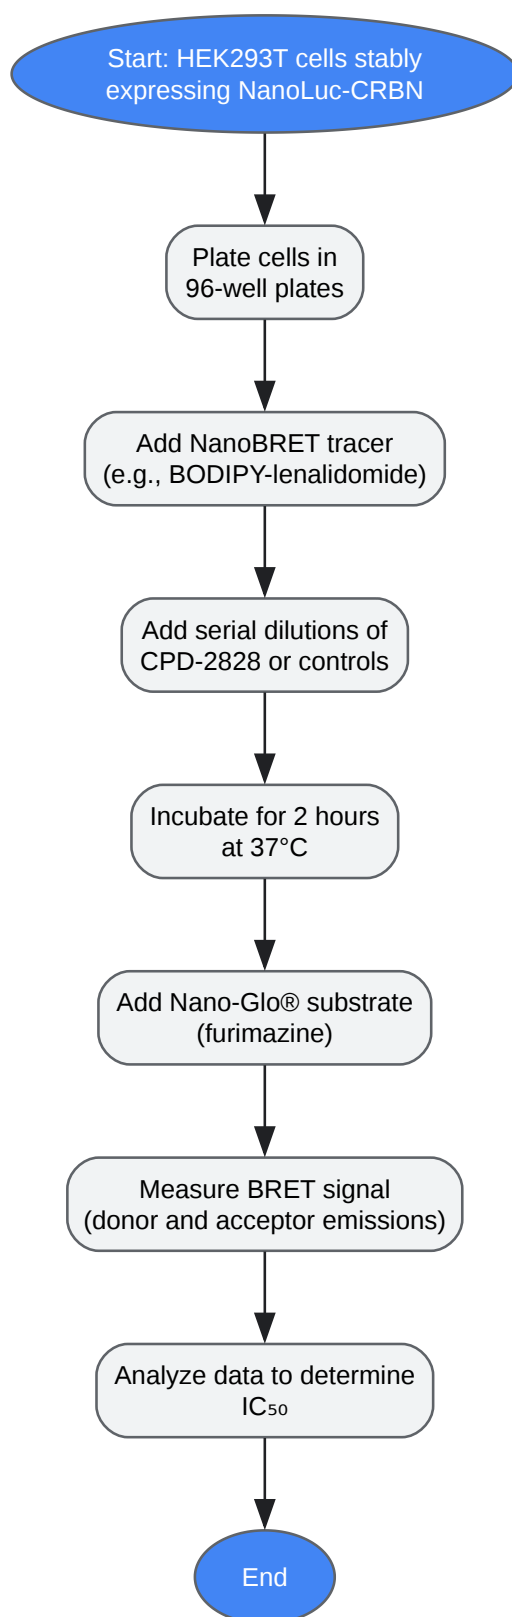 Start: HEK293T cells stably
expressing NanoLuc-CRBN
Plate cells in
96-well plates
Add NanoBRET tracer
(e.g., BODIPY-lenalidomide)
Add serial dilutions of
CPD-2828 or controls
Incubate for 2 hours
at 37°C
Add Nano-Glo® substrate
(furimazine)
Measure BRET signal
(donor and acceptor emissions)
Analyze data to determine
IC₅₀
End